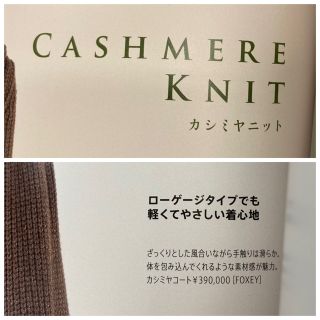 CASHMERE
KNIT
カシミヤニット
ローゲージタイプでも
軽くてやさしい着心地
ざっくりとした風合いながら手触りは滑らか。
体を包み込んでくれるような素材感が魅力。
カシミヤコート¥390,000 [FOXEY]